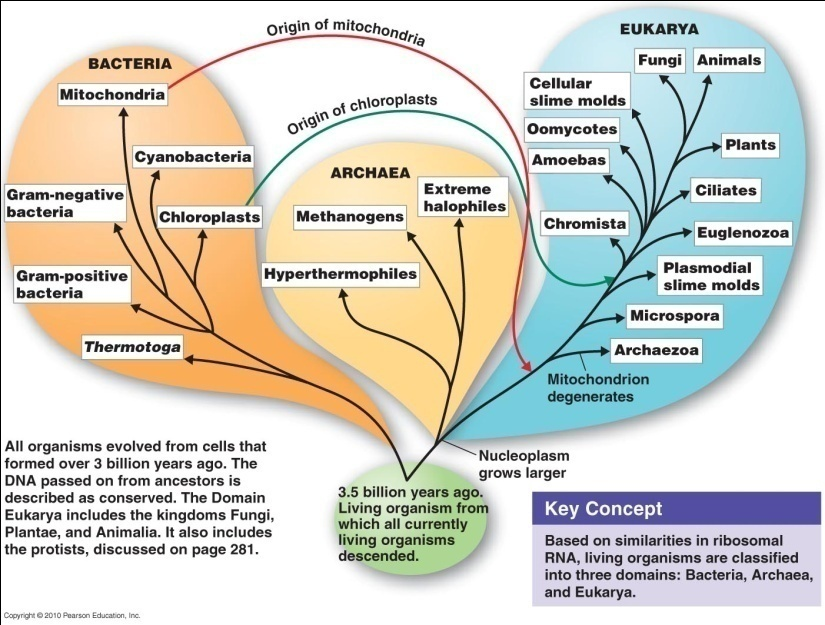 Origin of mitochondria
Origin of chloroplasts
BACTERIA
Mitochondria
Cyanobacteria
Gram-negative
bacteria
Chloroplasts
Gram-positive
bacteria
Thermotoga
ARCHAEA
Extreme
halophiles
Methanogens
Hyperthermophiles
EUKARYA
Fungi
Animals
Cellular
slime molds
Oomycotes
Plants
Amoebas
Ciliates
Chromista
Euglenozoa
Plasmodial
slime molds
Microspora
Archaezoa
Mitochondrion
degenerates
Nucleoplasm
grows larger
All organisms evolved from cells that
formed over 3 billion years ago. The
DNA passed on from ancestors is
described as conserved. The Domain
Eukarya includes the kingdoms Fungi,
Plantae, and Animalia. It also includes
the protists, discussed on page 281.
3.5 billion years ago.
Living organism from
which all currently
living organisms
descended.
Key Concept
Based on similarities in ribosomal
RNA, living organisms are classified
into three domains: Bacteria, Archaea,
and Eukarya.
Copyright © 2010 Pearson Education, Inc.